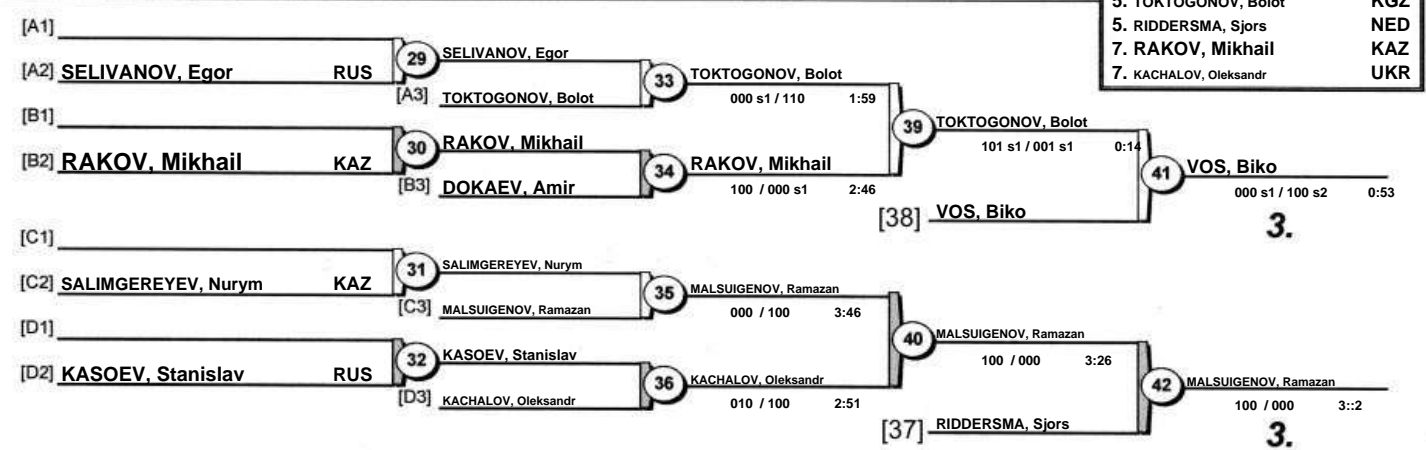 5. TOKTOGONOV, Bolot KGZ
5. RIDDERSMA, Sjors NED
7. RAKOV, Mikhail KAZ
7. KACHALOV, Oleksandr UKR
[A1]
29 SELIVANOV, Egor
[A2] SELIVANOV, Egor RUS
33 TOKTOGONOV, Bolot
[A3] TOKTOGONOV, Bolot
000 s1 / 110 1:59
[B1]
39 TOKTOGONOV, Bolot
30 RAKOV, Mikhail
101 s1 / 001 s1 0:14
[B2] RAKOV, Mikhail KAZ
34 RAKOV, Mikhail
41 VOS, Biko
[B3] DOKAEV, Amir
100 / 000 s1 2:46
000 s1 / 100 s2 0:53
[38] VOS, Biko
3.
[C1]
31 SALIMGEREYEV, Nurym
[C2] SALIMGEREYEV, Nurym KAZ
35 MALSUIGENOV, Ramazan
[C3] MALSUIGENOV, Ramazan
000 / 100 3:46
[D1]
40 MALSUIGENOV, Ramazan
32 KASOEV, Stanislav
100 / 000 3:26
[D2] KASOEV, Stanislav RUS
36 KACHALOV, Oleksandr
42 MALSUIGENOV, Ramazan
[D3] KACHALOV, Oleksandr
010 / 100 2:51
100 / 000 3::2
[37] RIDDERSMA, Sjors
3.